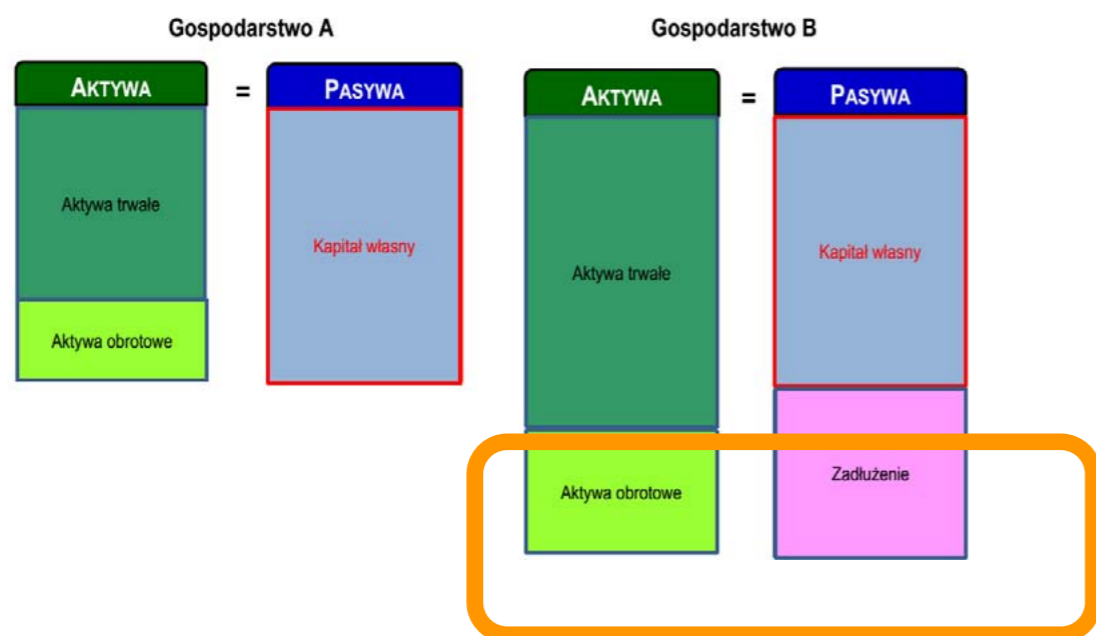 Gospodarstwo A
AKTYWA = PASYWA
Aktywa trwałe
Kapitał własny
Aktywa obrotowe
Gospodarstwo B
AKTYWA = PASYWA
Kapitał własny
Aktywa trwałe
Zadłużenie
Aktywa obrotowe